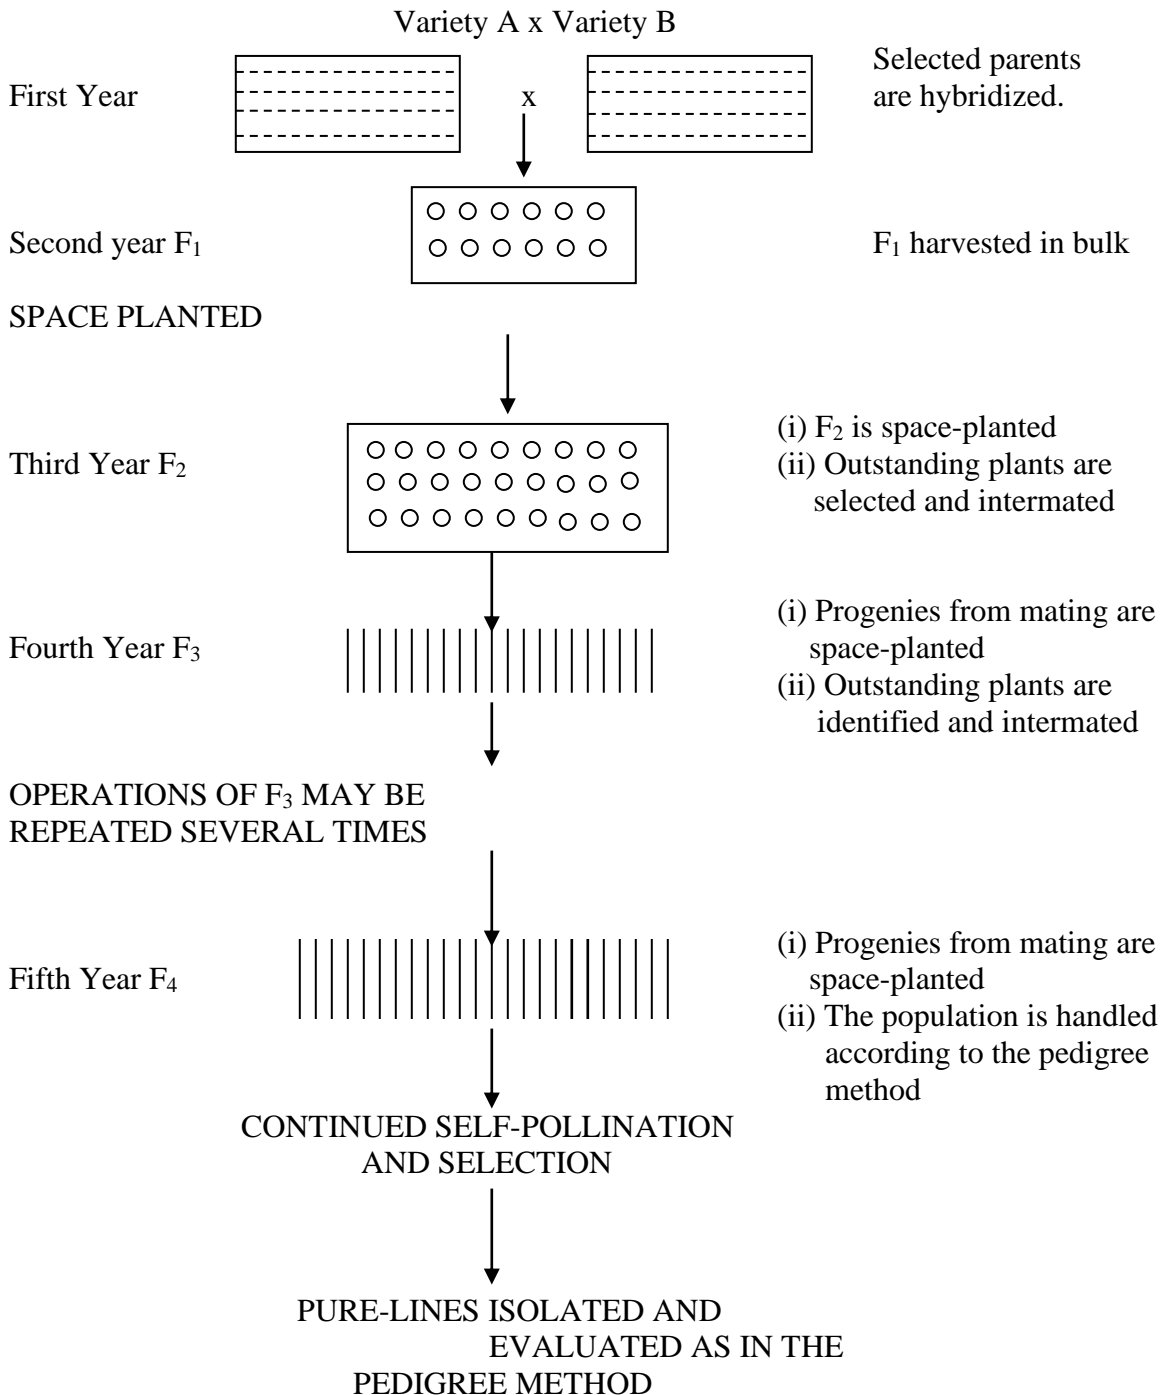 Variety A x Variety B
First Year
x
Selected parents
are hybridized.
Second year F₁
F₁ harvested in bulk
SPACE PLANTED
Third Year F₂
(i) F₂ is space-planted
(ii) Outstanding plants are
selected and intermated
Fourth Year F₃
(i) Progenies from mating are
space-planted
(ii) Outstanding plants are
identified and intermated
OPERATIONS OF F₃ MAY BE
REPEATED SEVERAL TIMES
Fifth Year F₄
(i) Progenies from mating are
space-planted
(ii) The population is handled
according to the pedigree
method
CONTINUED SELF-POLLINATION
AND SELECTION
PURE-LINES ISOLATED AND
EVALUATED AS IN THE
PEDIGREE METHOD